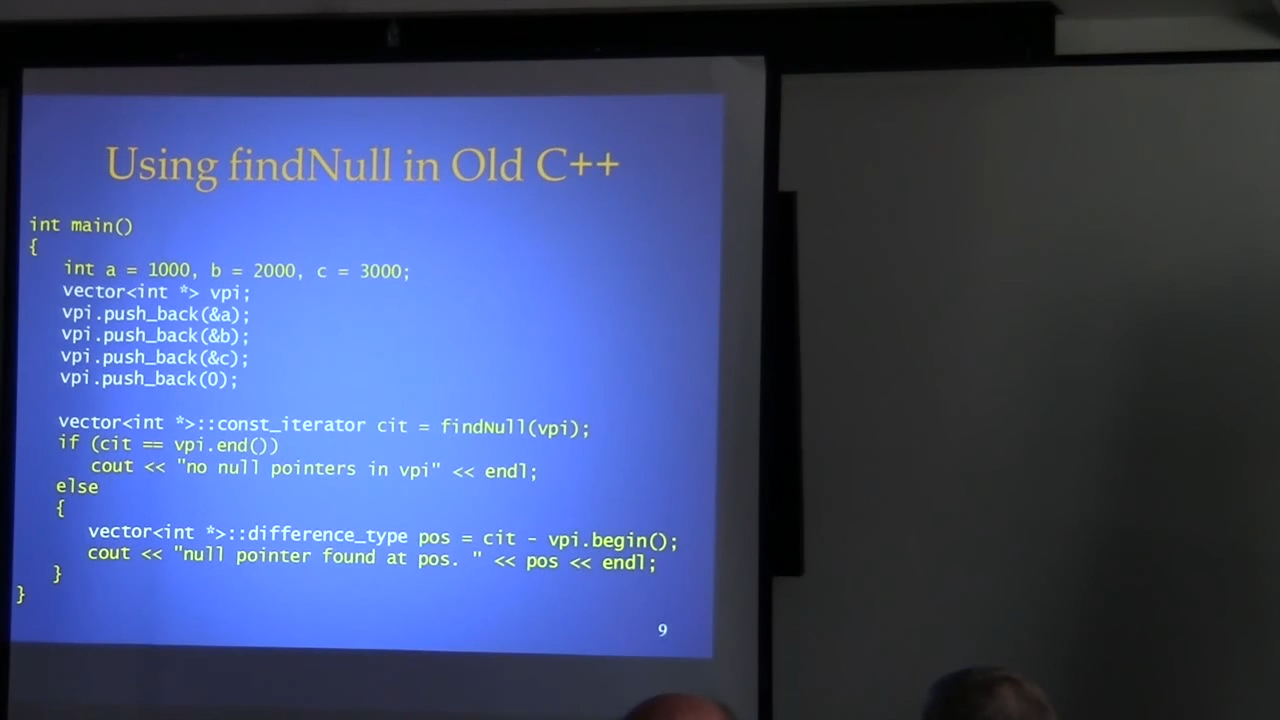 Using findNull in Old C++
int main()
{
int a = 1000, b = 2000, c = 3000;
vector<int *> vpi;
vpi.push_back(&a);
vpi.push_back(&b);
vpi.push_back(&c);
vpi.push_back(0);
vector<int *>::const_iterator cit = findNull(vpi);
if (cit == vpi.end())
cout << "no null pointers in vpi" << endl;
else
{
vector<int *>::difference_type pos = cit - vpi.begin();
cout << "null pointer found at pos. " << pos << endl;
}
}
9